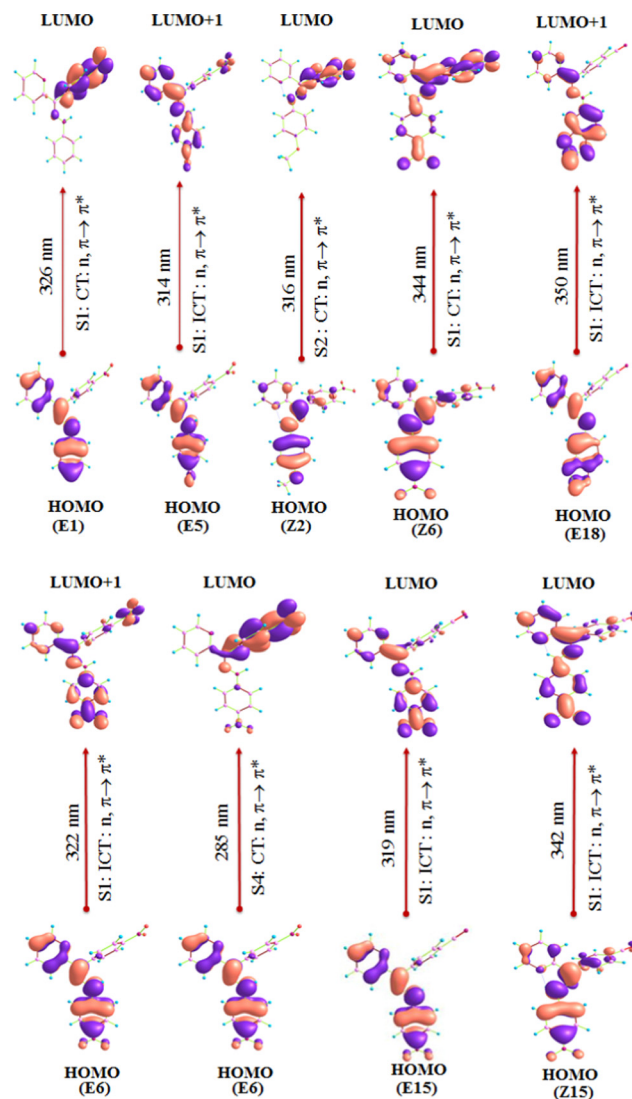 LUMO
LUMO+1
LUMO
LUMO
LUMO+1
326 nm
S1: CT: n, π→ π*
314 nm
S1: ICT : n, π→ π*
316 nm
S2 : CT: n, π→ π*
344 nm
S1: CT: n, π→ π*
350 nm
S1: ICT : n, π→ π*
HOMO
(E1)
HOMO
(E5)
HOMO
(Z2)
HOMO
(Z6)
HOMO
(E18)
LUMO+1
LUMO
LUMO
LUMO
322 nm
S1: ICT : n, π→ π*
285 nm
S4: CT: n, π→ π*
319 nm
S1: ICT: n, π→ π*
342 nm
S1: ICT: n, π→ π*
HOMO
(E6)
HOMO
(E6)
HOMO
(E15)
HOMO
(Z15)